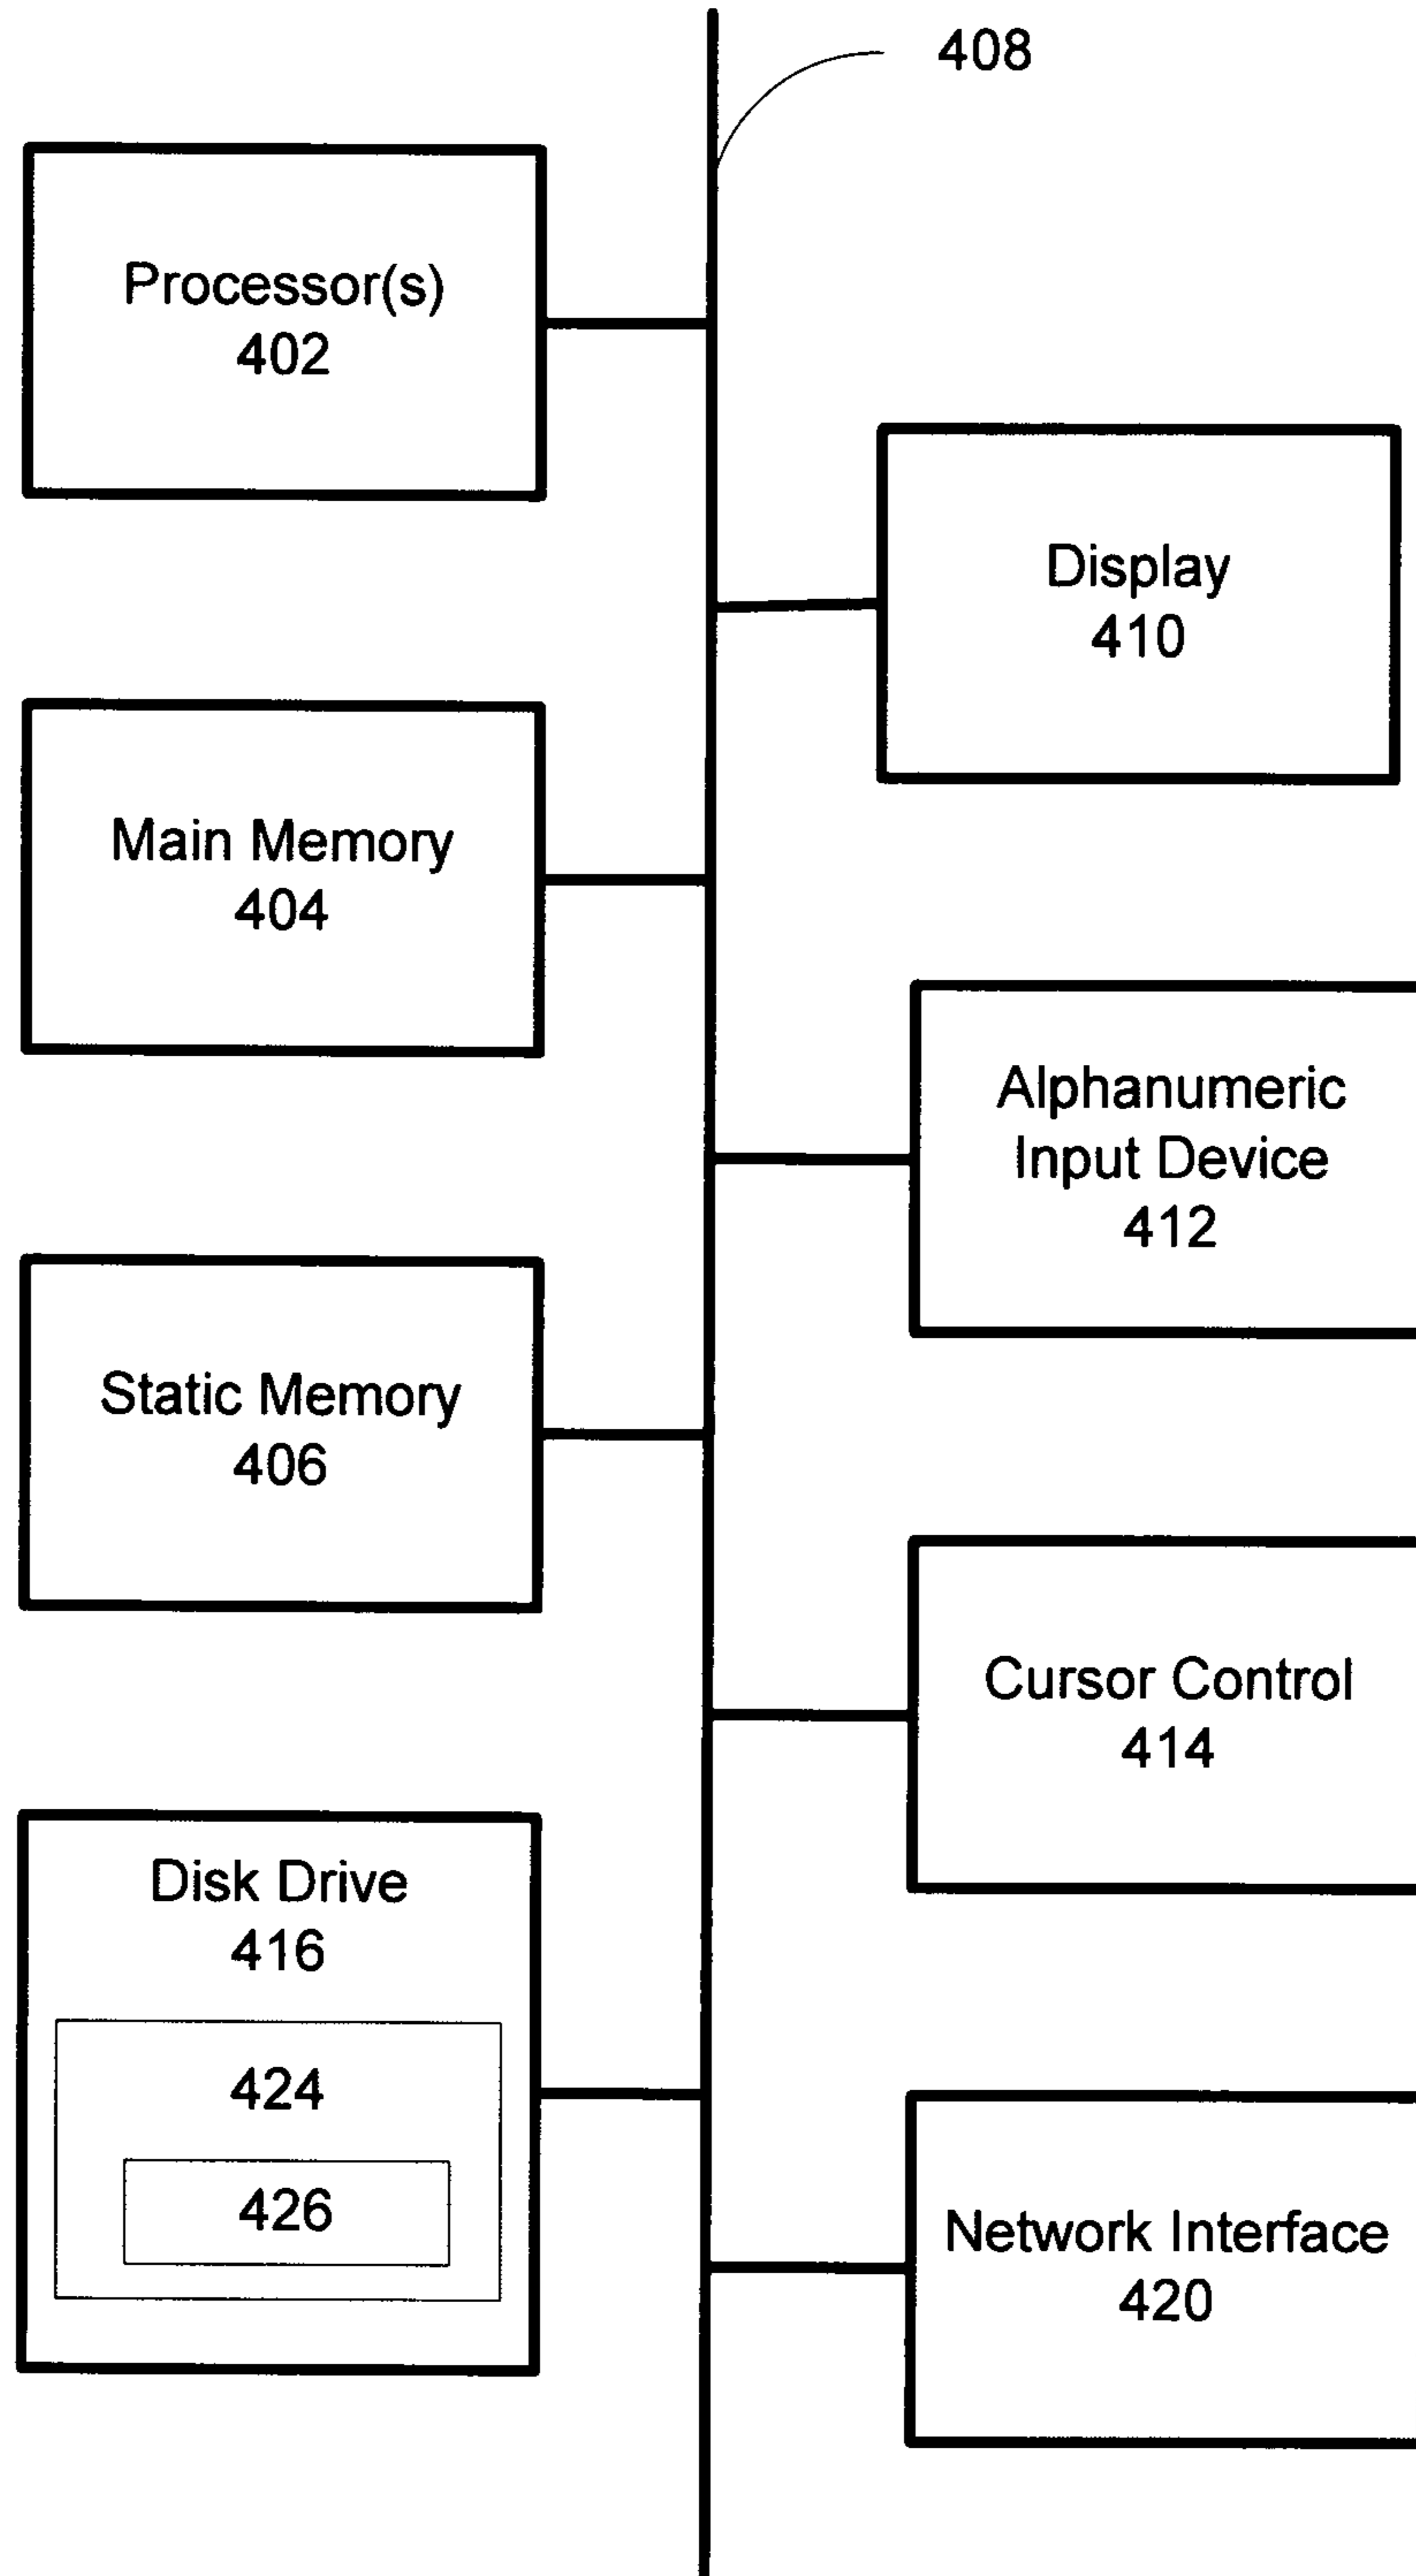 408
Processor(s)
402
Display
410
Main Memory
404
Alphanumeric
Input Device
412
Static Memory
406
Cursor Control
414
Disk Drive
416
424
426
Network Interface
420